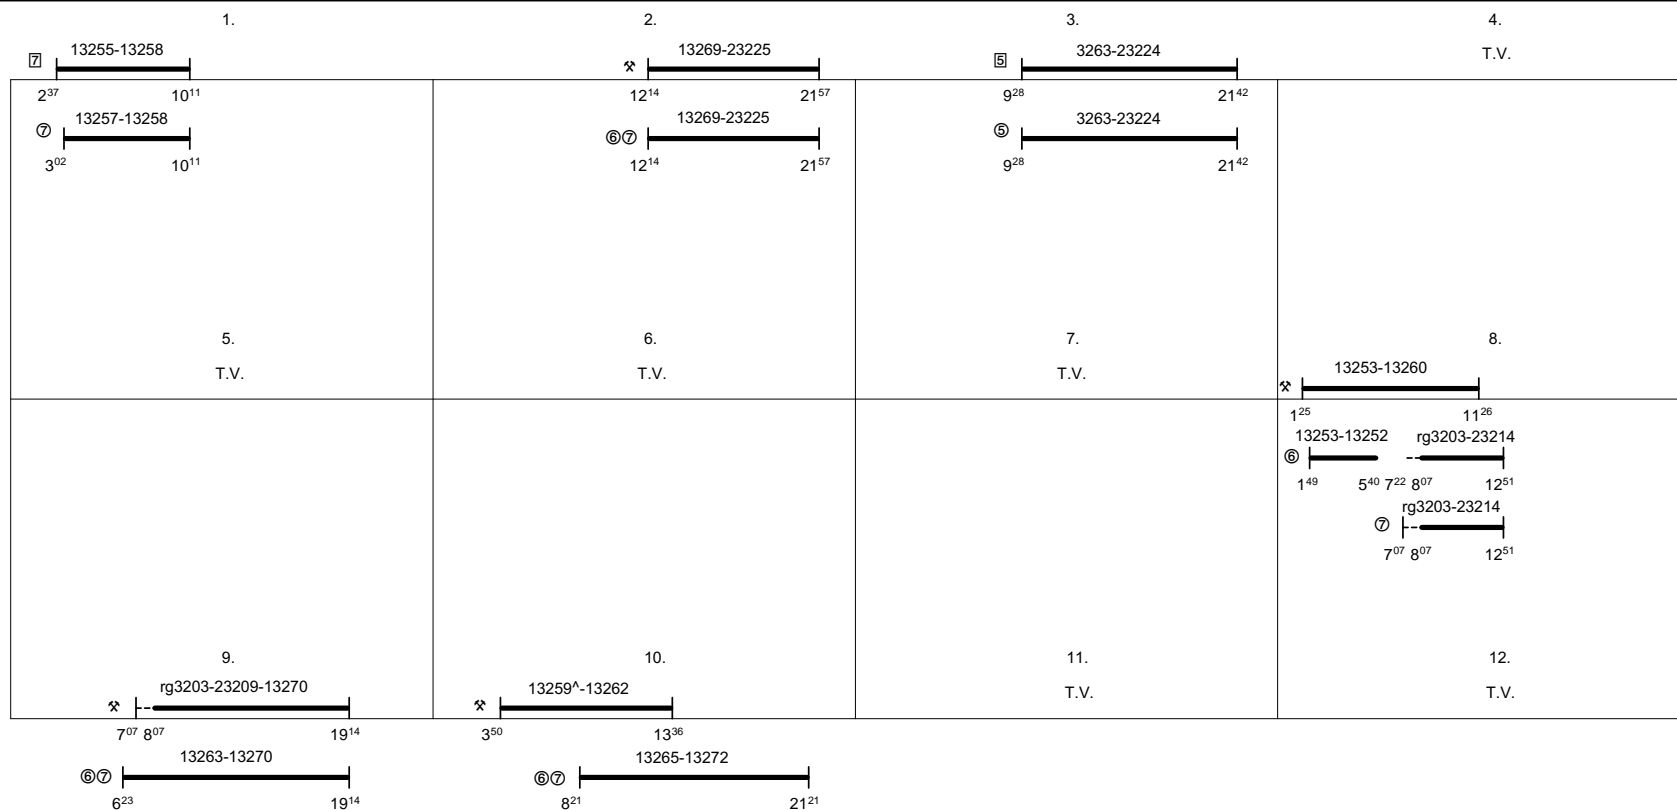 1. 2. 3. 4.
13255-13258 13269-23225 3263-23224 T.V.
7 ⚒ 5
2³⁷ 10¹¹ 12¹⁴ 21⁵⁷ 9²⁸ 21⁴²
13257-13258 13269-23225 3263-23224
⑦ ⑥⑦ ⑤
3⁰² 10¹¹ 12¹⁴ 21⁵⁷ 9²⁸ 21⁴²
5. 6. 7. 8.
T.V. T.V. T.V. 13253-13260
⚒
1²⁵ 11²⁶
13253-13252 rg3203-23214
⑥
1⁴⁹ 5⁴⁰ 7²² 8⁰⁷ 12⁵¹
rg3203-23214
⑦
7⁰⁷ 8⁰⁷ 12⁵¹
9. 10. 11. 12.
rg3203-23209-13270 13259^-13262 T.V. T.V.
⚒ ⚒
7⁰⁷ 8⁰⁷ 19¹⁴ 3⁵⁰ 13³⁶
13263-13270 13265-13272
⑥⑦ ⑥⑦
6²³ 19¹⁴ 8²¹ 21²¹